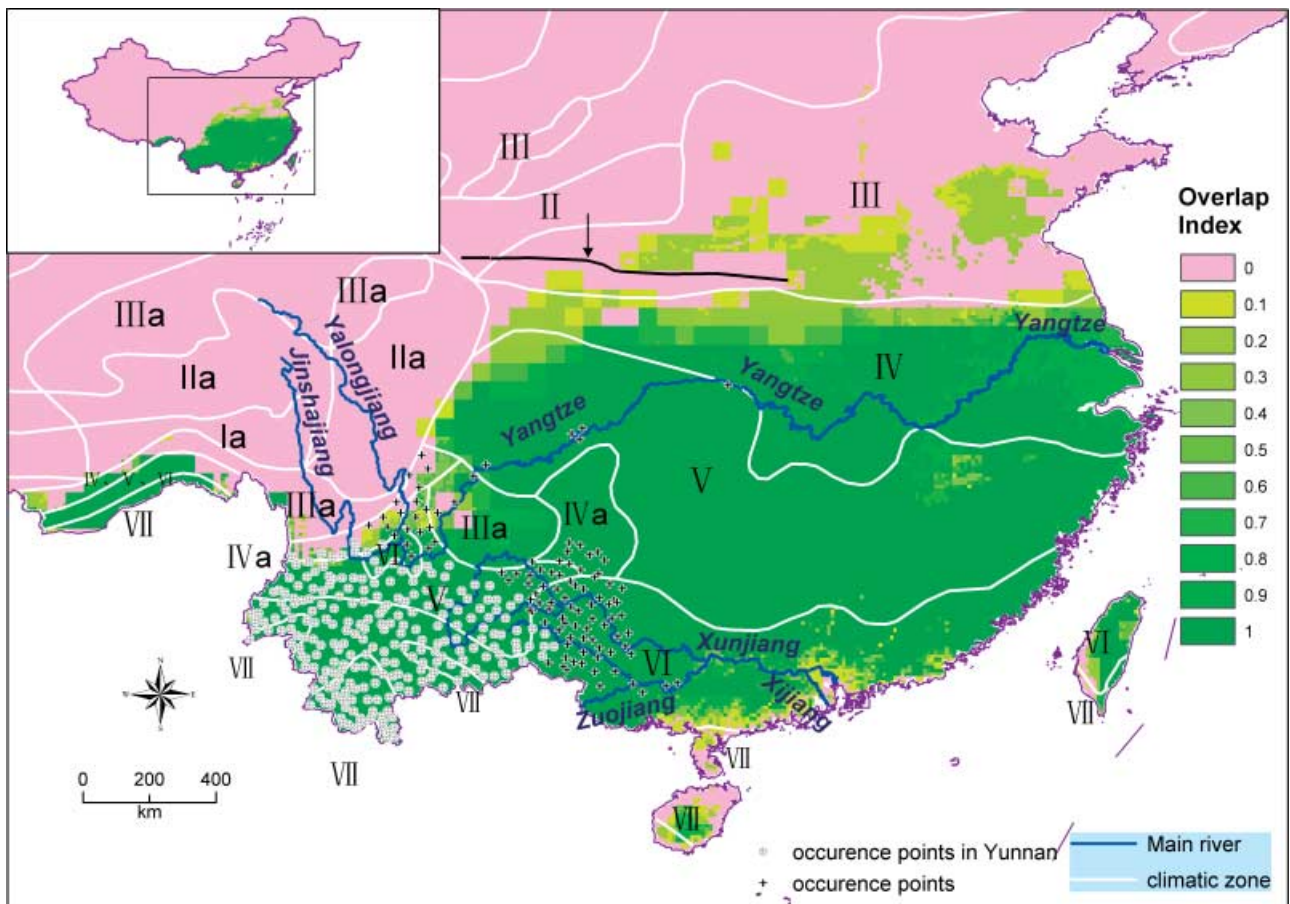 III
II
III
Overlap
Index
0
0.1
0.2
0.3
0.4
0.5
0.6
0.7
0.8
0.9
1
IIIa
IIIa
IIa
IIa
Ia
Yalongjiang
Jinshajiang
Yangtze
Yangtze
Yangtze
IV
IV、V、VI
VII
IIIa
IIIa
IVa
V
IVa
VI
V
VI
Xunjiang
Xijiang
Zuojiang
VI
VII
VII
VII
VII
VII
VII
N
W
E
S
0 200 400
km
occurence points in Yunnan
occurence points
Main river
climatic zone